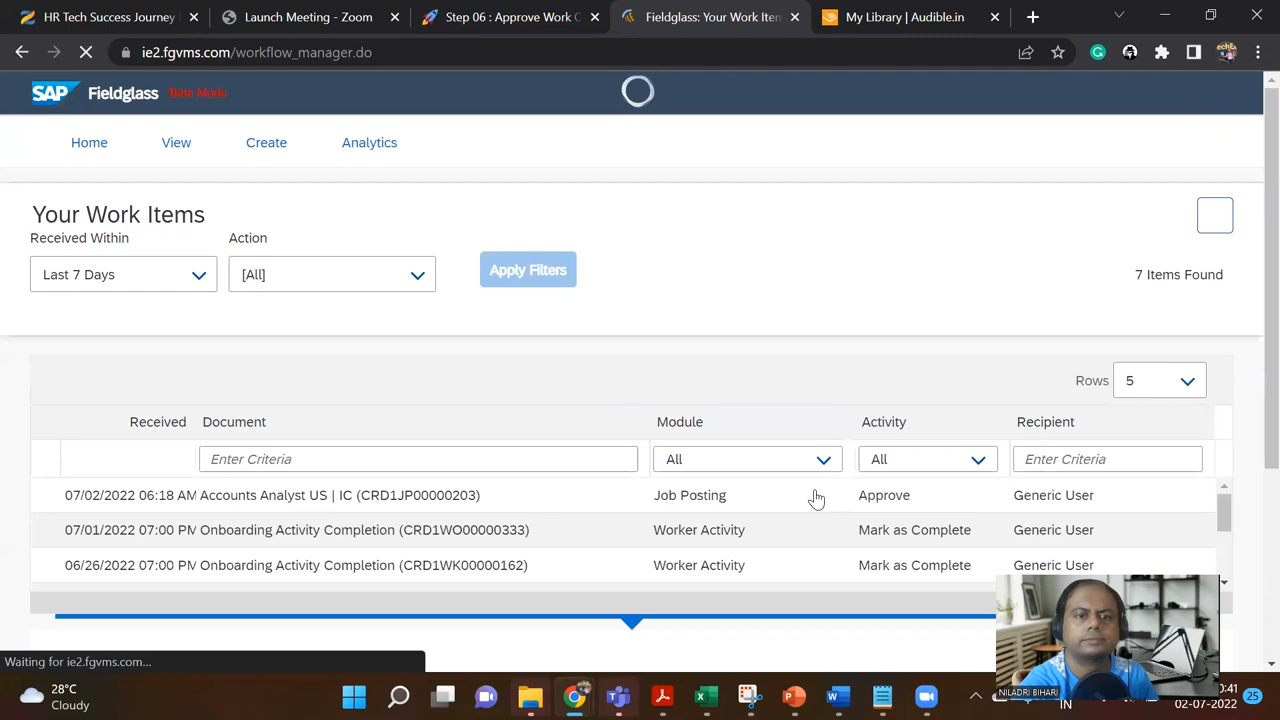 HR Tech Success Journey
Launch Meeting - Zoom
Step 06 : Approve Work O
Fieldglass: Your Work Item
My Library | Audible.in
ie2.fgvms.com/workflow_manager.do
SAP Fieldglass Beta Mode
Home View Create Analytics
Your Work Items
Received Within Action
Last 7 Days [All] Apply Filters 7 Items Found
Rows 5
Received Document Module Activity Recipient
Enter Criteria All All Enter Criteria
07/02/2022 06:18 AM Accounts Analyst US | IC (CRD1JP00000203) Job Posting Approve Generic User
07/01/2022 07:00 PM Onboarding Activity Completion (CRD1WO00000333) Worker Activity Mark as Complete Generic User
06/26/2022 07:00 PM Onboarding Activity Completion (CRD1WK00000162) Worker Activity Mark as Complete Generic User
Waiting for ie2.fgvms.com...
NILADRI BIHARI
28°C
Cloudy
IN
0:41
02-07-2022
25